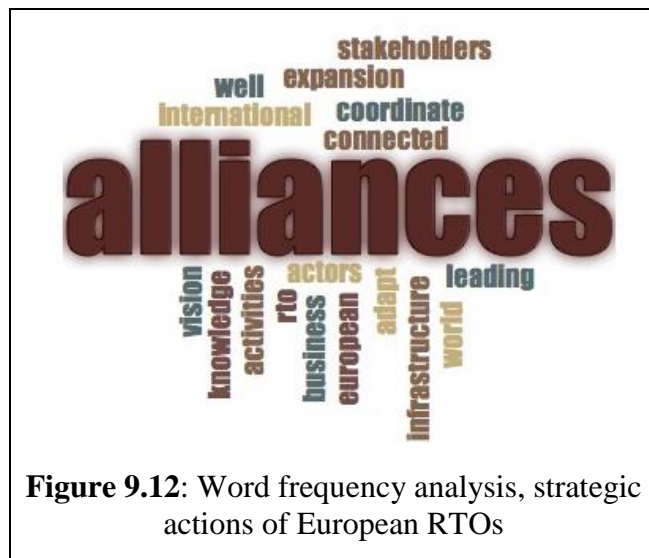 stakeholders
well expansion
international coordinate
connected
alliances
vision knowledge activities rto actors business european adapt infrastructure leading world
Figure 9.12: Word frequency analysis, strategic
actions of European RTOs